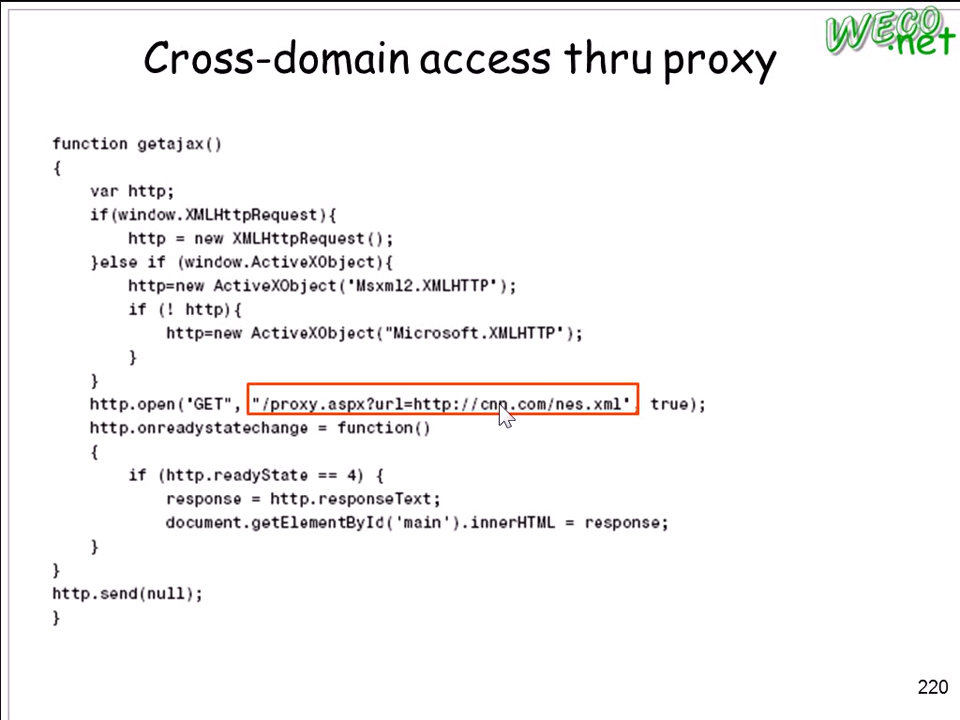 Cross-domain access thru proxy
WECO
.net
function getajax()
{
var http;
if(window.XMLHttpRequest){
http = new XMLHttpRequest();
}else if (window.ActiveXObject){
http=new ActiveXObject("Msxml2.XMLHTTP");
if (! http){
http=new ActiveXObject("Microsoft.XMLHTTP");
}
}
http.open("GET", "/proxy.aspx?url=http://cnn.com/nes.xml", true);
http.onreadystatechange = function()
{
if (http.readyState == 4) {
response = http.responseText;
document.getElementById('main').innerHTML = response;
}
}
http.send(null);
}
220